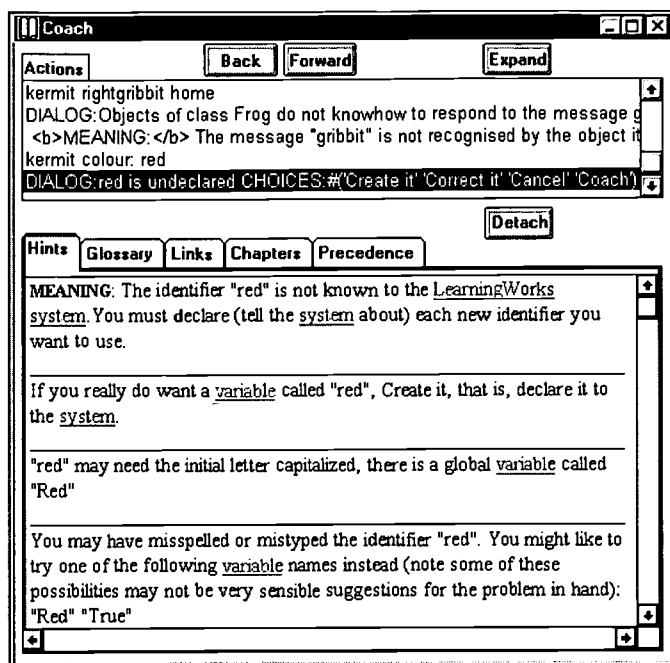 Coach
Back Forward Expand
Actions
kermit rightgribbit home
DIALOG:Objects of class Frog do not knowhow to respond to the message g
<b>MEANING:</b> The message "gribbit" is not recognised by the object it
kermit colour: red
DIALOG:red is undeclared CHOICES:#('Create it' 'Correct it' 'Cancel' 'Coach')
Detach
Hints Glossary Links Chapters Precedence
MEANING: The identifier "red" is not known to the LearningWorks
system. You must declare (tell the system about) each new identifier you
want to use.
If you really do want a variable called "red", Create it, that is, declare it to
the system.
"red" may need the initial letter capitalized, there is a global variable called
"Red"
You may have misspelled or mistyped the identifier "red". You might like to
try one of the following variable names instead (note some of these
possibilities may not be very sensible suggestions for the problem in hand):
"Red" "True"